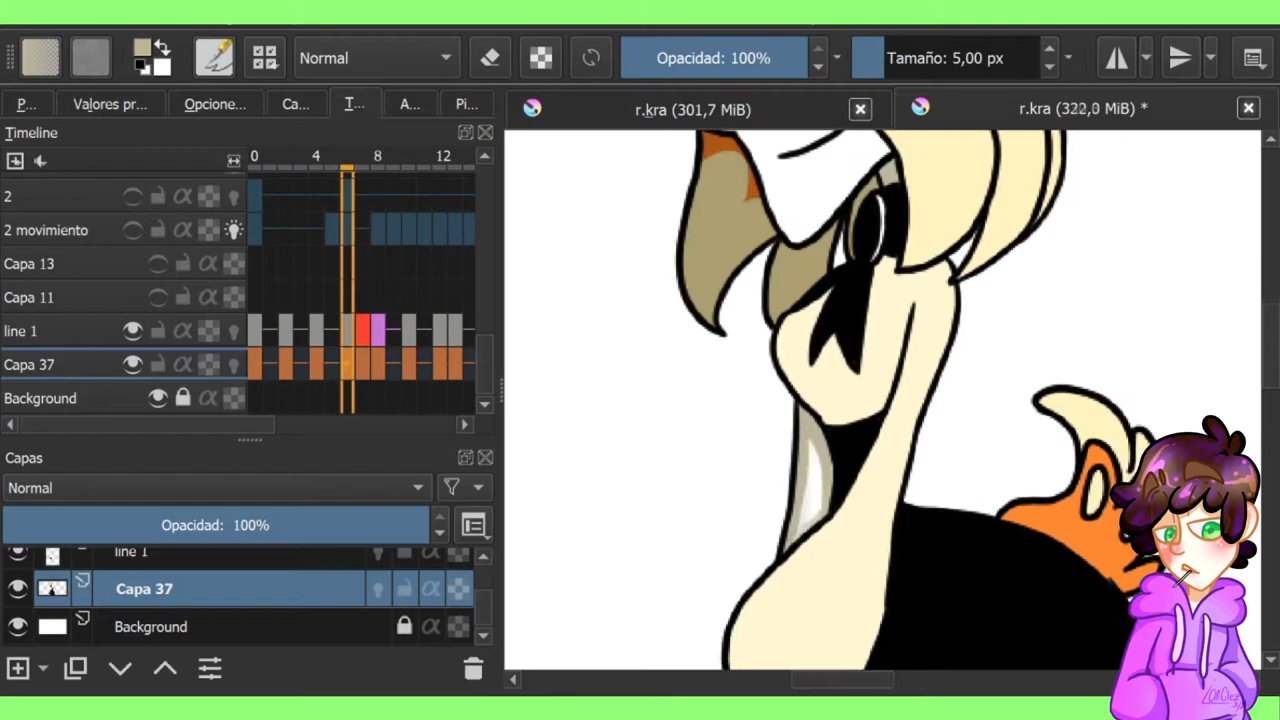 Normal
Opacidad: 100%
Tamaño: 5,00 px
P...
Valores pr...
Opcione...
Ca...
T...
A...
Pi...
r.kra (301,7 MiB)
r.kra (322,0 MiB) *
Timeline
0 4 8 12
2
2 movimiento
Capa 13
Capa 11
line 1
Capa 37
Background
Capas
Normal
Opacidad: 100%
line 1
Capa 37
Background